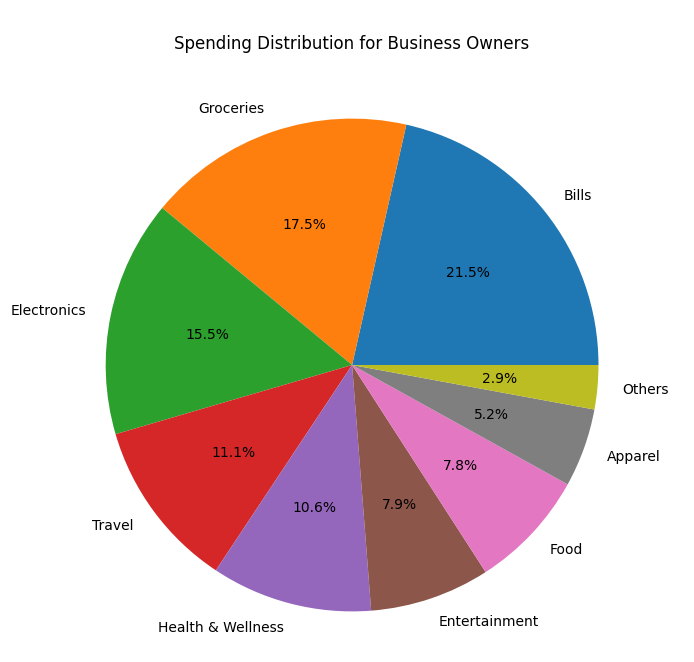 Spending Distribution for Business Owners
Groceries
Bills
17.5%
21.5%
Electronics
15.5%
2.9%
Others
5.2%
Apparel
11.1%
7.8%
10.6%
7.9%
Travel
Food
Entertainment
Health & Wellness